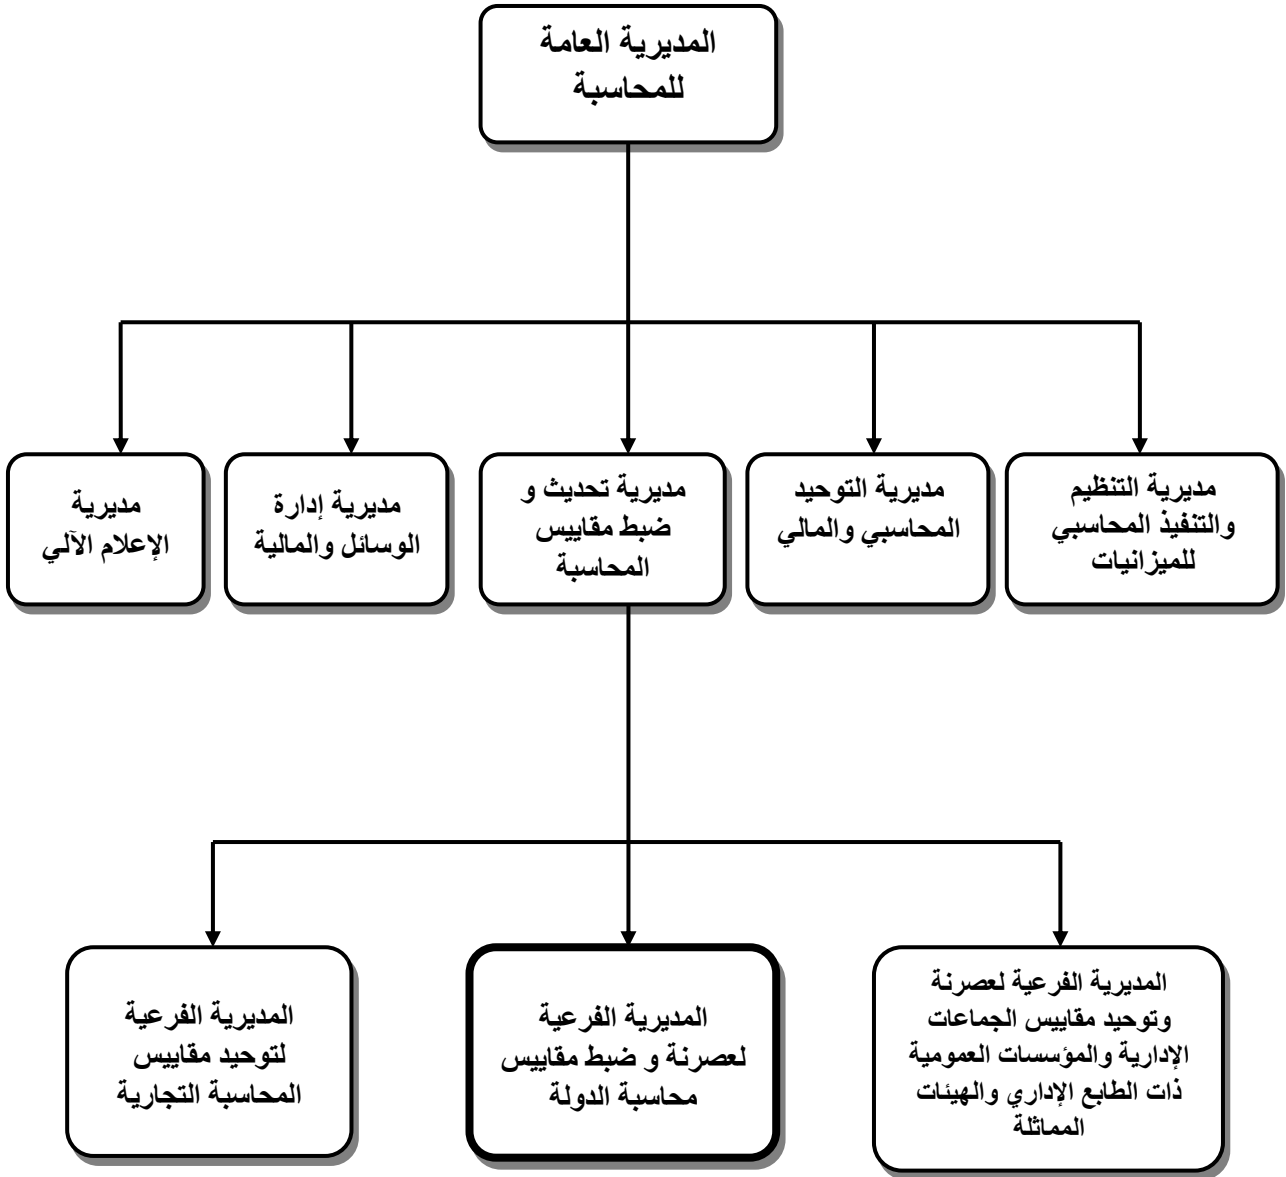 المديرية العامة
للمحاسبة
مديرية التنظيم
والتنفيذ المحاسبي
للميزانيات
مديرية التوحيد
المحاسبي والمالي
مديرية تحديث و
ضبط مقاييس
المحاسبة
مديرية إدارة
الوسائل والمالية
مديرية
الإعلام الآلي
المديرية الفرعية لعصرنة
وتوحيد مقاييس الجماعات
الإدارية والمؤسسات العمومية
ذات الطابع الإداري والهيئات
المماثلة
المديرية الفرعية
لعصرنة و ضبط مقاييس
محاسبة الدولة
المديرية الفرعية
لتوحيد مقاييس
المحاسبة التجارية